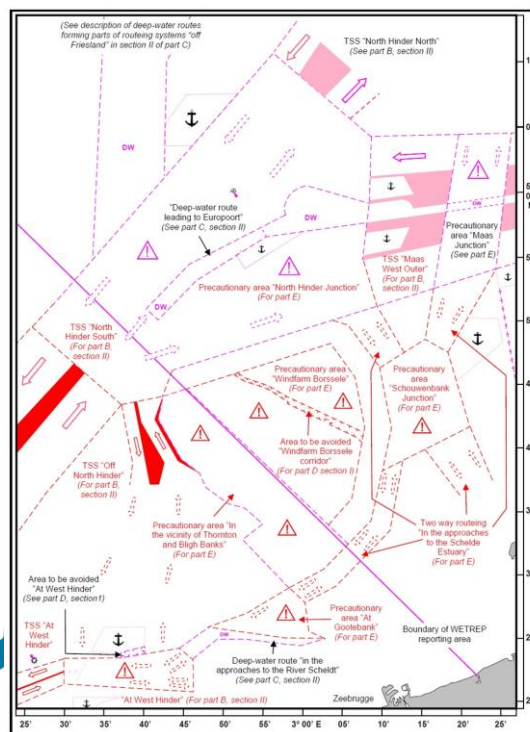 (See description of deep-water routes
forming parts of routeing systems "off
Friesland" in section II of part C)
TSS "North Hinder North"
(See part B, section II)
DW
DW
"Deep-water route
leading to Europoort"
(See part C, section II)
DW
Precautionary
area "Maas
Junction"
(See part E)
TSS "Maas
West Outer"
(For part B,
section II)
Precautionary area "North Hinder Junction"
(For part E)
DW
TSS "North
Hinder South"
(For part B,
section II)
Precautionary area
"Windfarm Borssele"
(For part E)
Precautionary
area
"Schouwenbank
Junction"
(For part E)
Area to be avoided
"Windfarm Borssele
corridor"
(For part D section I)
TSS "Off
North Hinder"
(For part B,
section II)
Precautionary area "In
the vicinity of Thornton
and Bligh Banks"
(For part E)
Two way routeing
"In the approaches
to the Schelde
Estuary"
(For part E)
Area to be avoided
"At West Hinder"
(See part D, section1)
TSS "At
West
Hinder"
Precautionary
area "At
Gootebank"
(For part E)
Boundary of WETREP
reporting area
DW
Deep-water route "in the
approaches to the River Scheldt"
(See part C, section II)
"At West Hinder" (For part B, section II)
Zeebrugge
25' 30' 35' 40' 45' 50' 55' 3° 00' E 05' 10' 15' 20' 25'